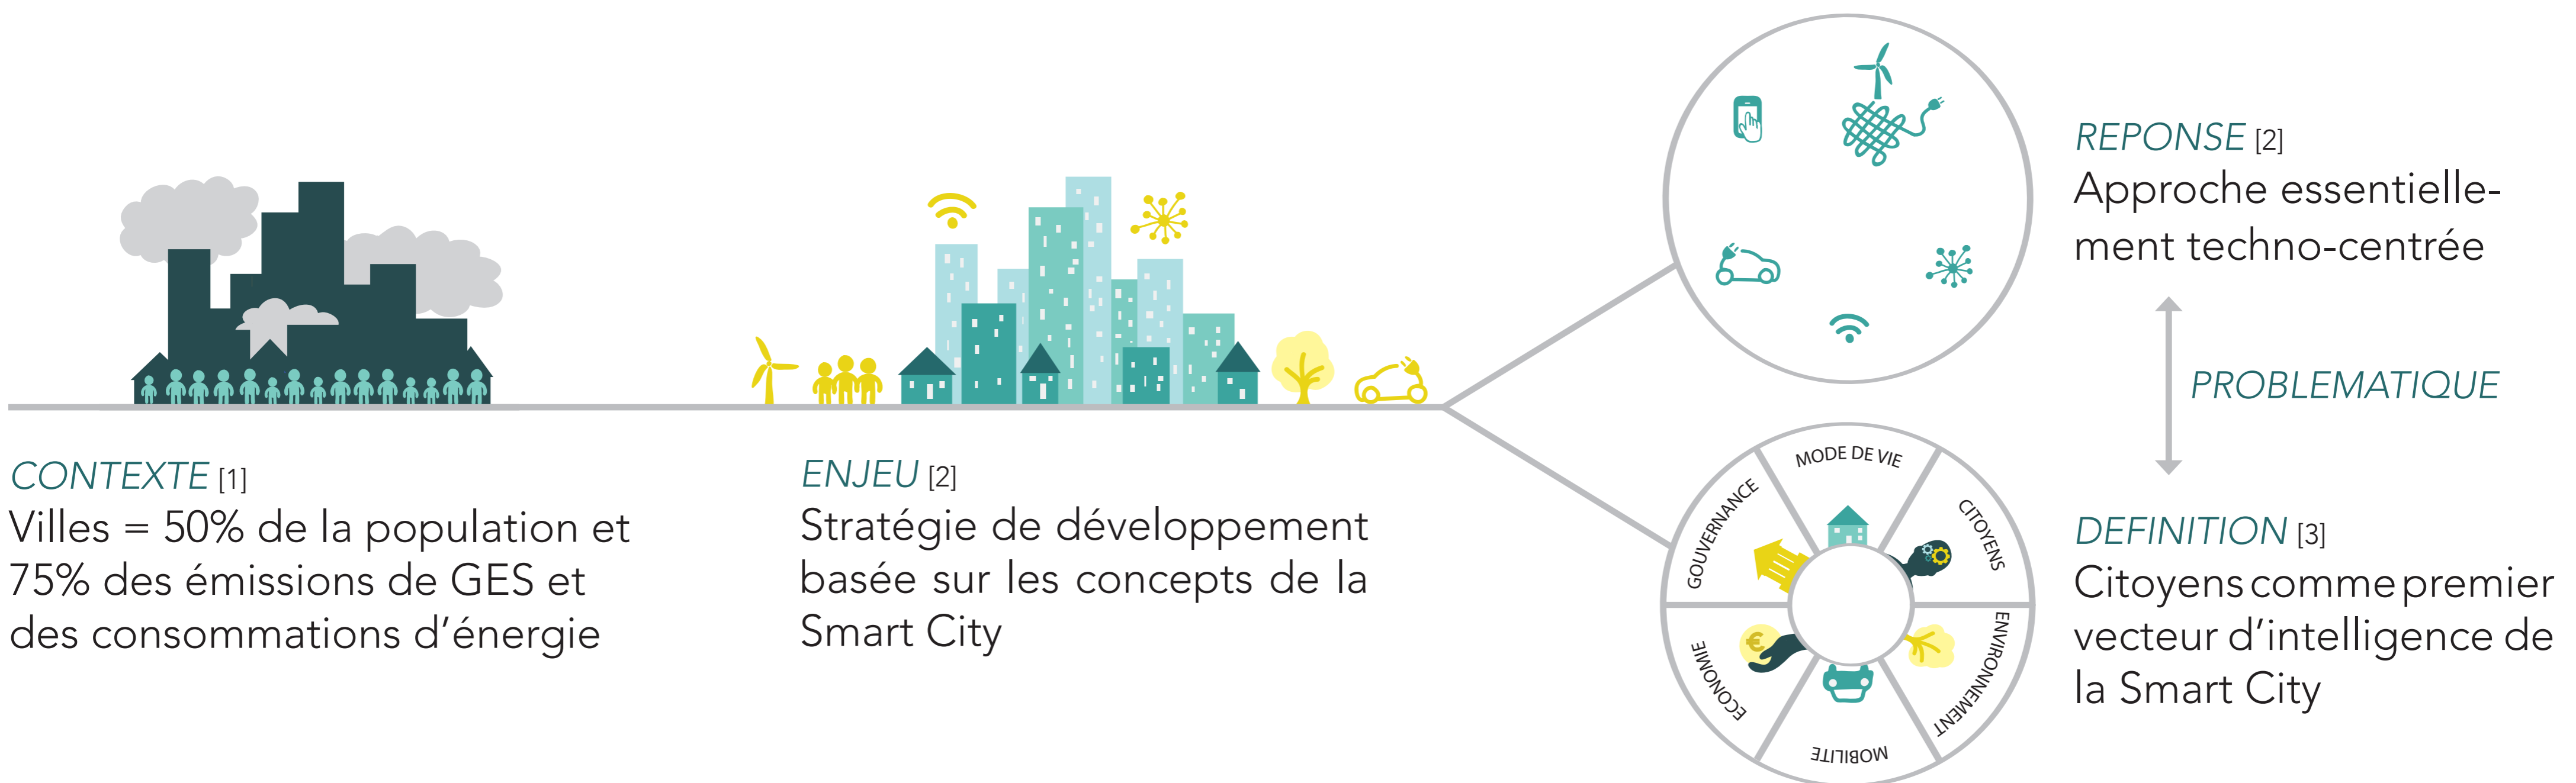 CONTEXTE [1]
Villes = 50% de la population et
75% des émissions de GES et
des consommations d'énergie
ENJEU [2]
Stratégie de développement
basée sur les concepts de la
Smart City
REPONSE [2]
Approche essentielle-
ment techno-centrée
PROBLEMATIQUE
DEFINITION [3]
Citoyens comme premier
vecteur d'intelligence de
la Smart City
MODE DE VIE
CITOYENS
ENVIRONNEMENT
MOBILITE
ECONOMIE
GOUVERNANCE
€